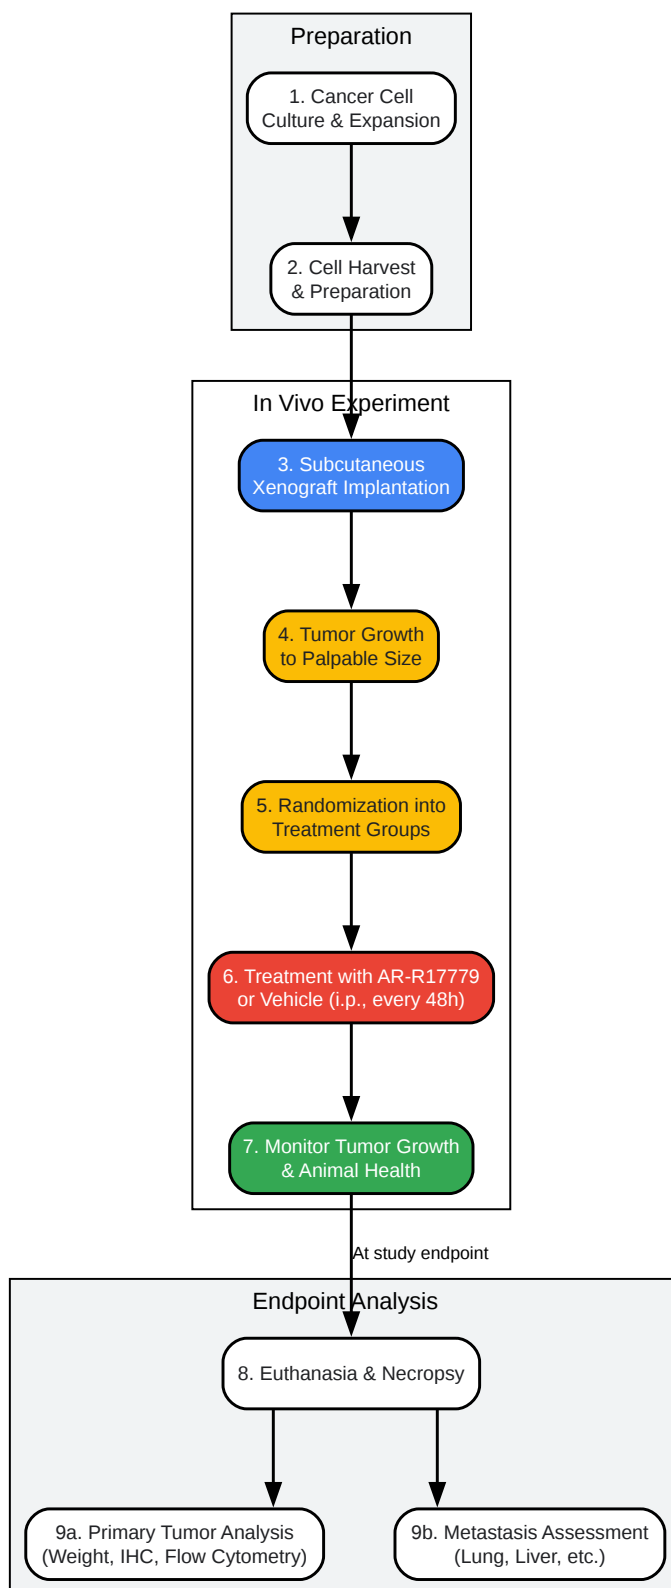 Preparation
1. Cancer Cell
Culture & Expansion
2. Cell Harvest
& Preparation
In Vivo Experiment
3. Subcutaneous
Xenograft Implantation
4. Tumor Growth
to Palpable Size
5. Randomization into
Treatment Groups
6. Treatment with AR-R17779
or Vehicle (i.p., every 48h)
7. Monitor Tumor Growth
& Animal Health
At study endpoint
Endpoint Analysis
8. Euthanasia & Necropsy
9a. Primary Tumor Analysis
(Weight, IHC, Flow Cytometry)
9b. Metastasis Assessment
(Lung, Liver, etc.)